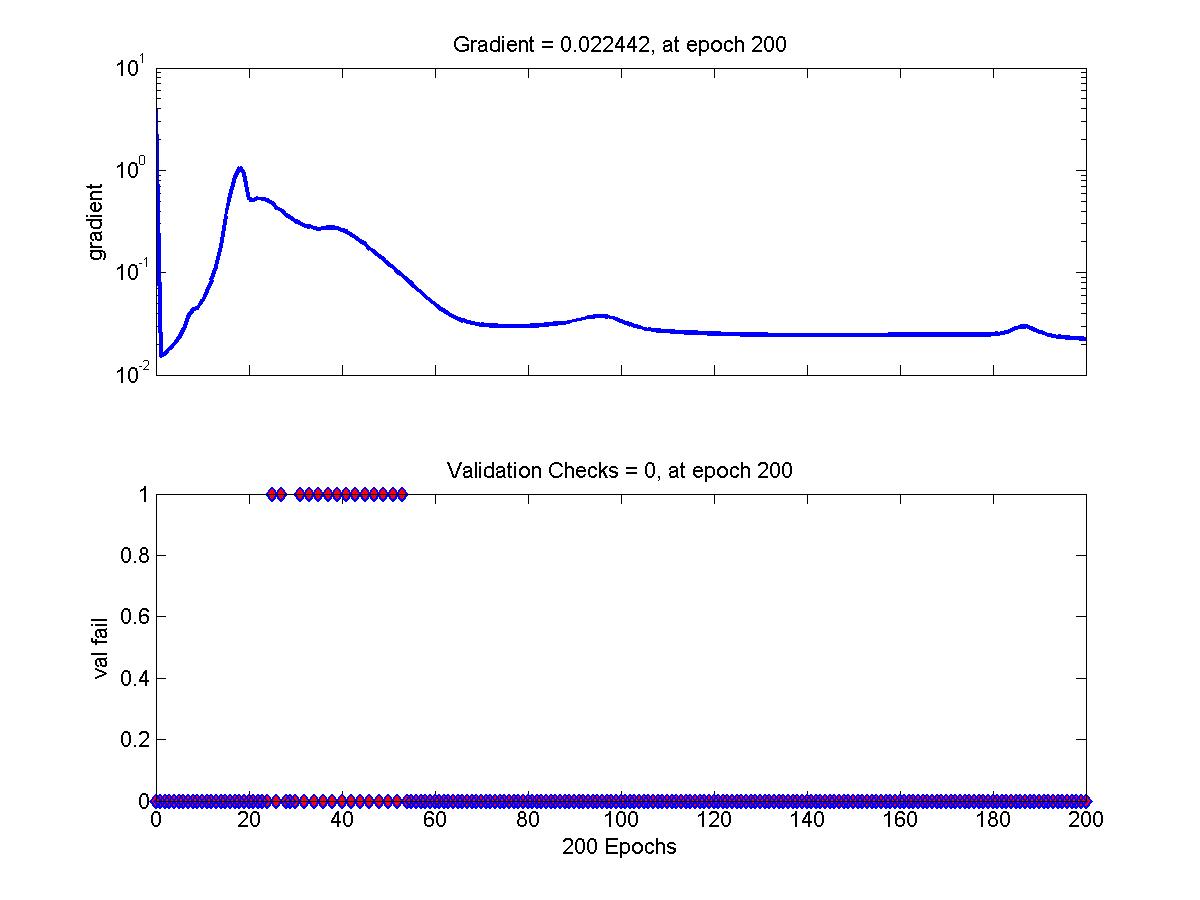 Gradient = 0.022442, at epoch 200
10^1
10^0
10^-1
10^-2
gradient
Validation Checks = 0, at epoch 200
1
0.8
0.6
0.4
0.2
0
val fail
0 20 40 60 80 100 120 140 160 180 200
200 Epochs